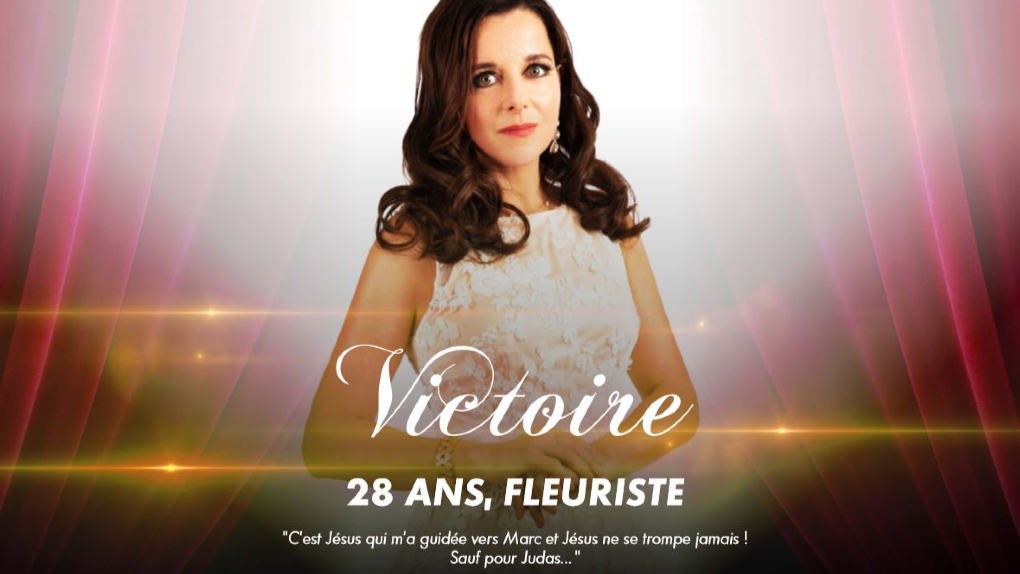 Victoire
28 ANS, FLEURISTE
"C'est Jésus qui m'a guidée vers Marc et Jésus ne se trompe jamais !
Sauf pour Judas..."